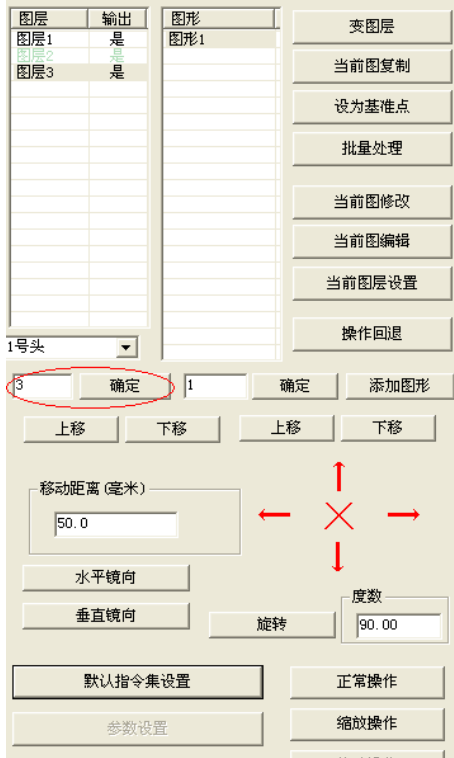 图层 输出 图形
图层1 是 图形1
图层2 是
图层3 是
变图层
当前图复制
设为基准点
批量处理
当前图修改
当前图编辑
当前图层设置
操作回退
1号头
3 确定 1 确定 添加图形
上移 下移 上移 下移
移动距离(毫米)
50.0
水平镜向
垂直镜向
旋转
度数
90.00
默认指令集设置 正常操作
参数设置 缩放操作